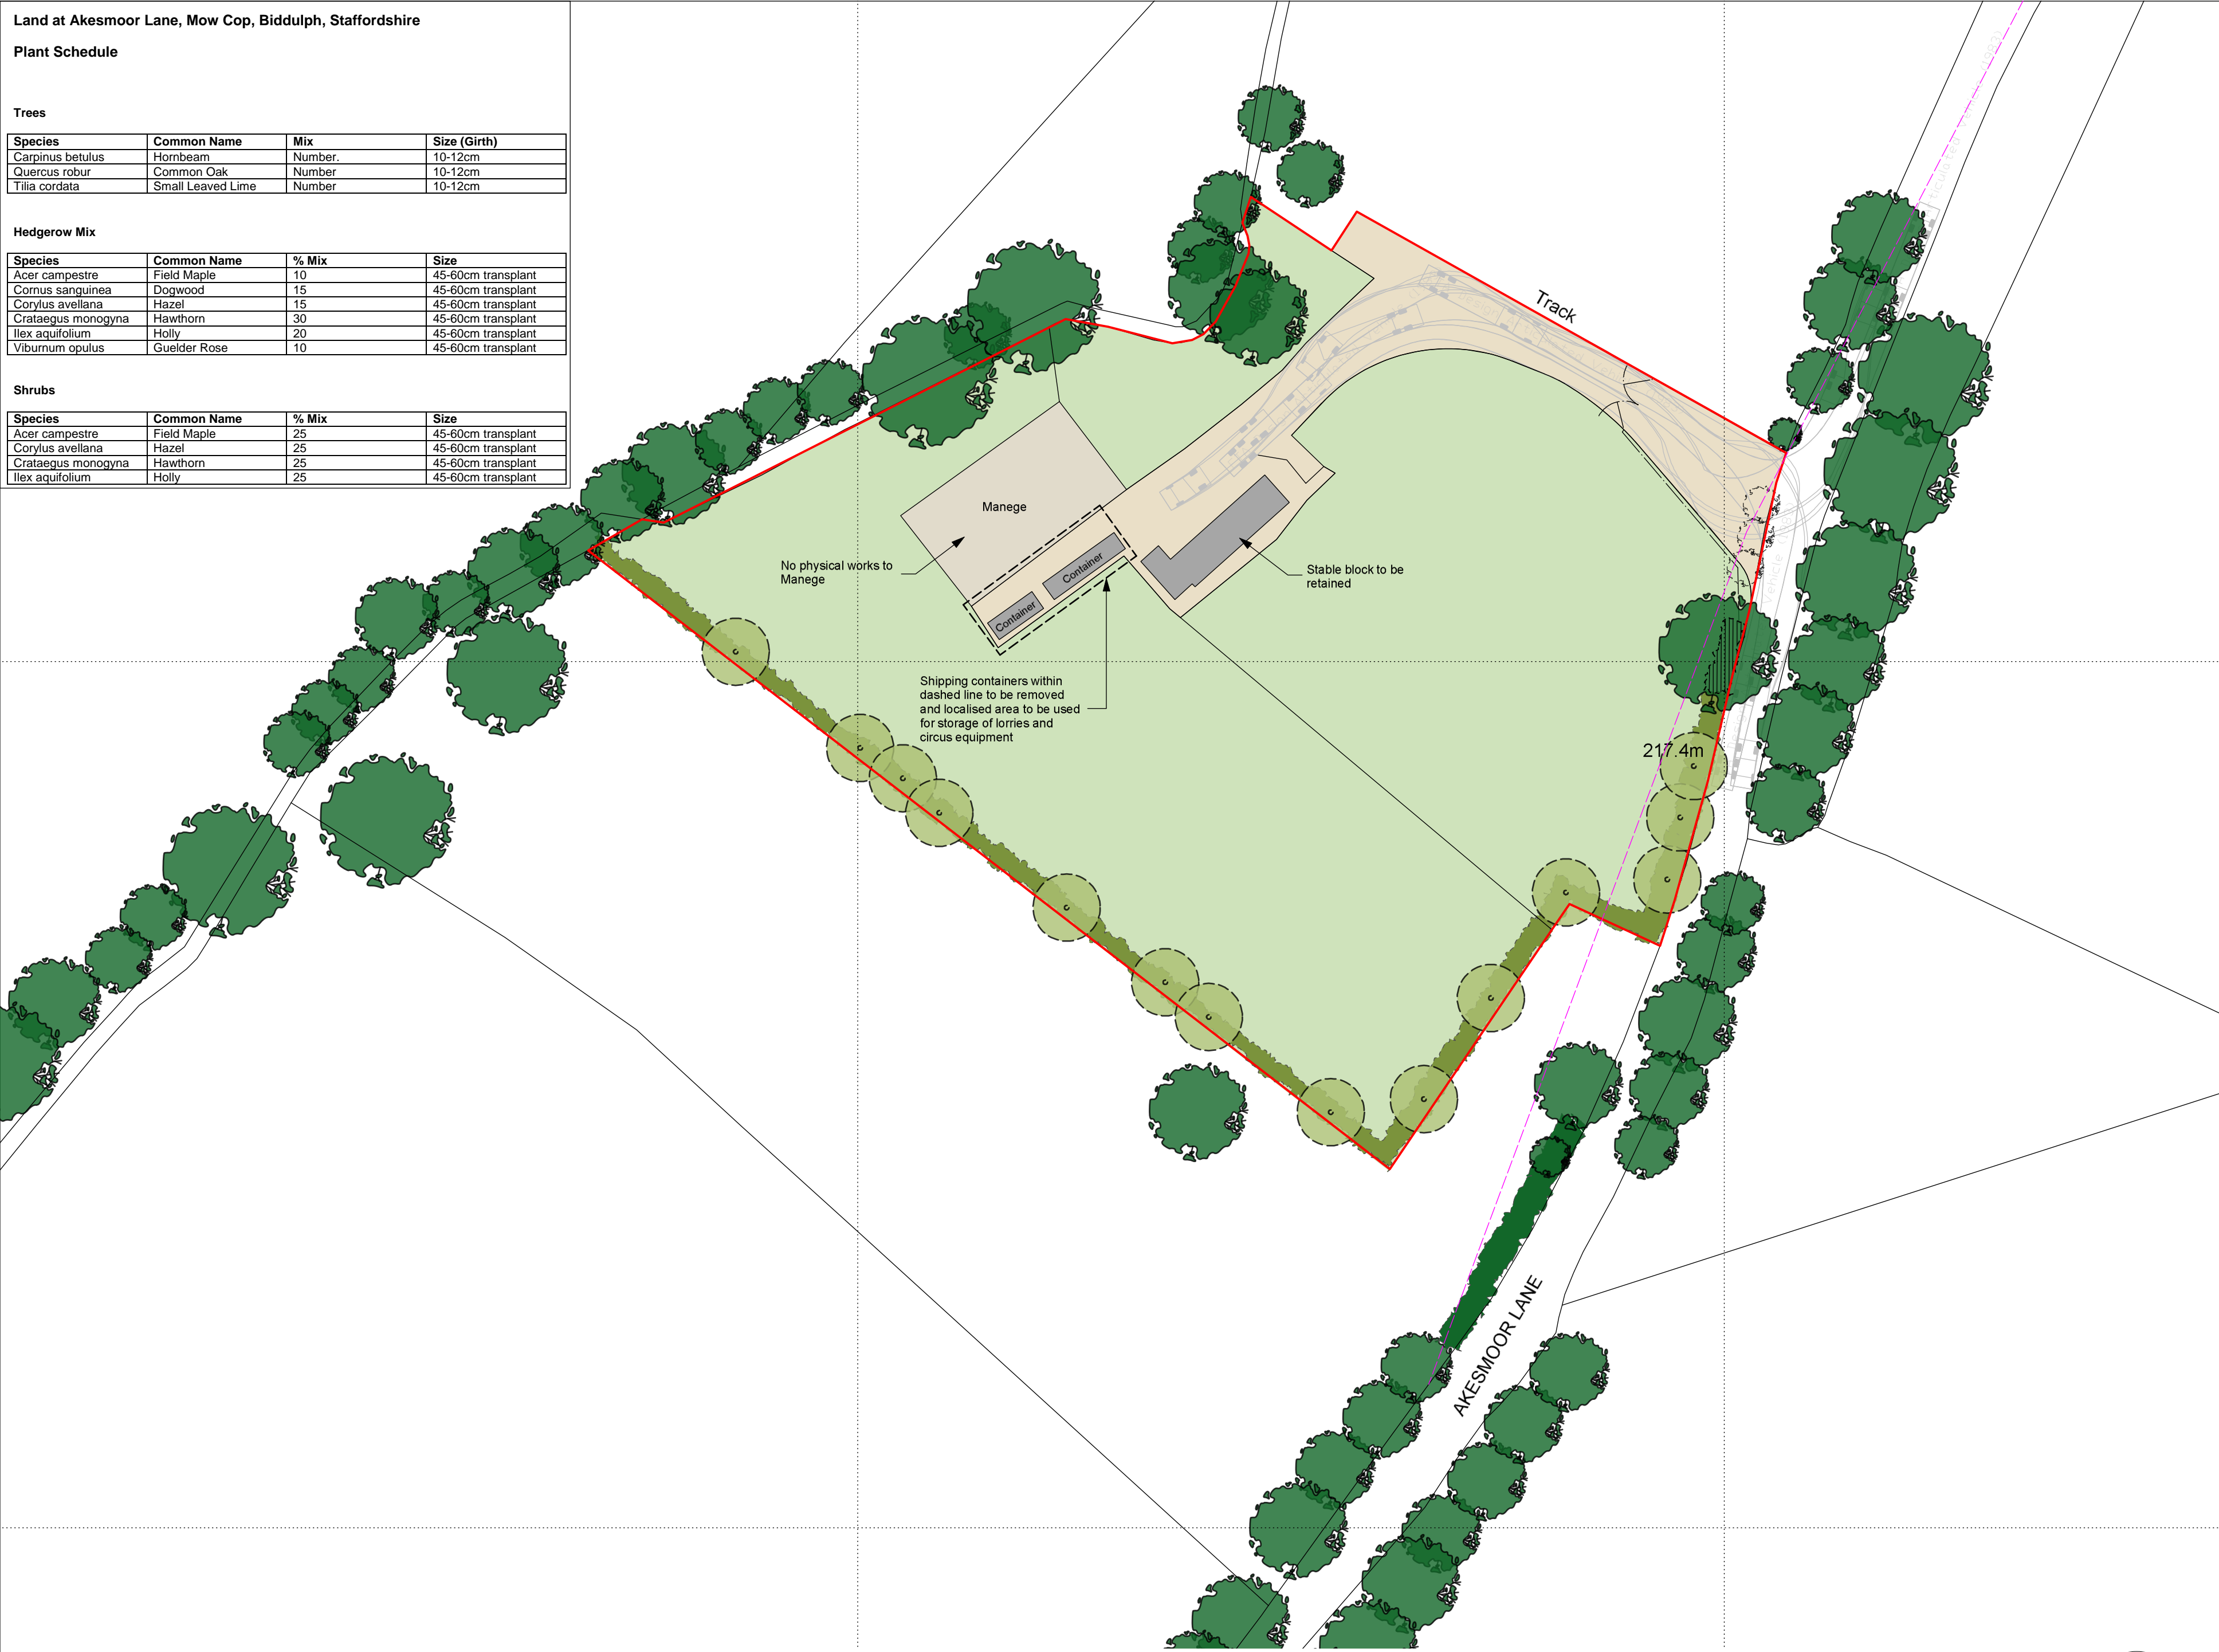 Land at Akesmoor Lane, Mow Cop, Biddulph, Staffordshire
Plant Schedule
Trees
Species Common Name Mix Size (Girth)
Carpinus betulus Hornbeam Number. 10-12cm
Quercus robur Common Oak Number 10-12cm
Tilia cordata Small Leaved Lime Number 10-12cm
Hedgerow Mix
Species Common Name % Mix Size
Acer campestre Field Maple 10 45-60cm transplant
Cornus sanguinea Dogwood 15 45-60cm transplant
Corylus avellana Hazel 15 45-60cm transplant
Crataegus monogyna Hawthorn 30 45-60cm transplant
Ilex aquifolium Holly 20 45-60cm transplant
Viburnum opulus Guelder Rose 10 45-60cm transplant
Shrubs
Species Common Name % Mix Size
Acer campestre Field Maple 25 45-60cm transplant
Corylus avellana Hazel 25 45-60cm transplant
Crataegus monogyna Hawthorn 25 45-60cm transplant
Ilex aquifolium Holly 25 45-60cm transplant
Track
Manege
No physical works to
Manege
Container
Container
Stable block to be
retained
Shipping containers within
dashed line to be removed
and localised area to be used
for storage of lorries and
circus equipment
217.4m
AKESMOOR LANE